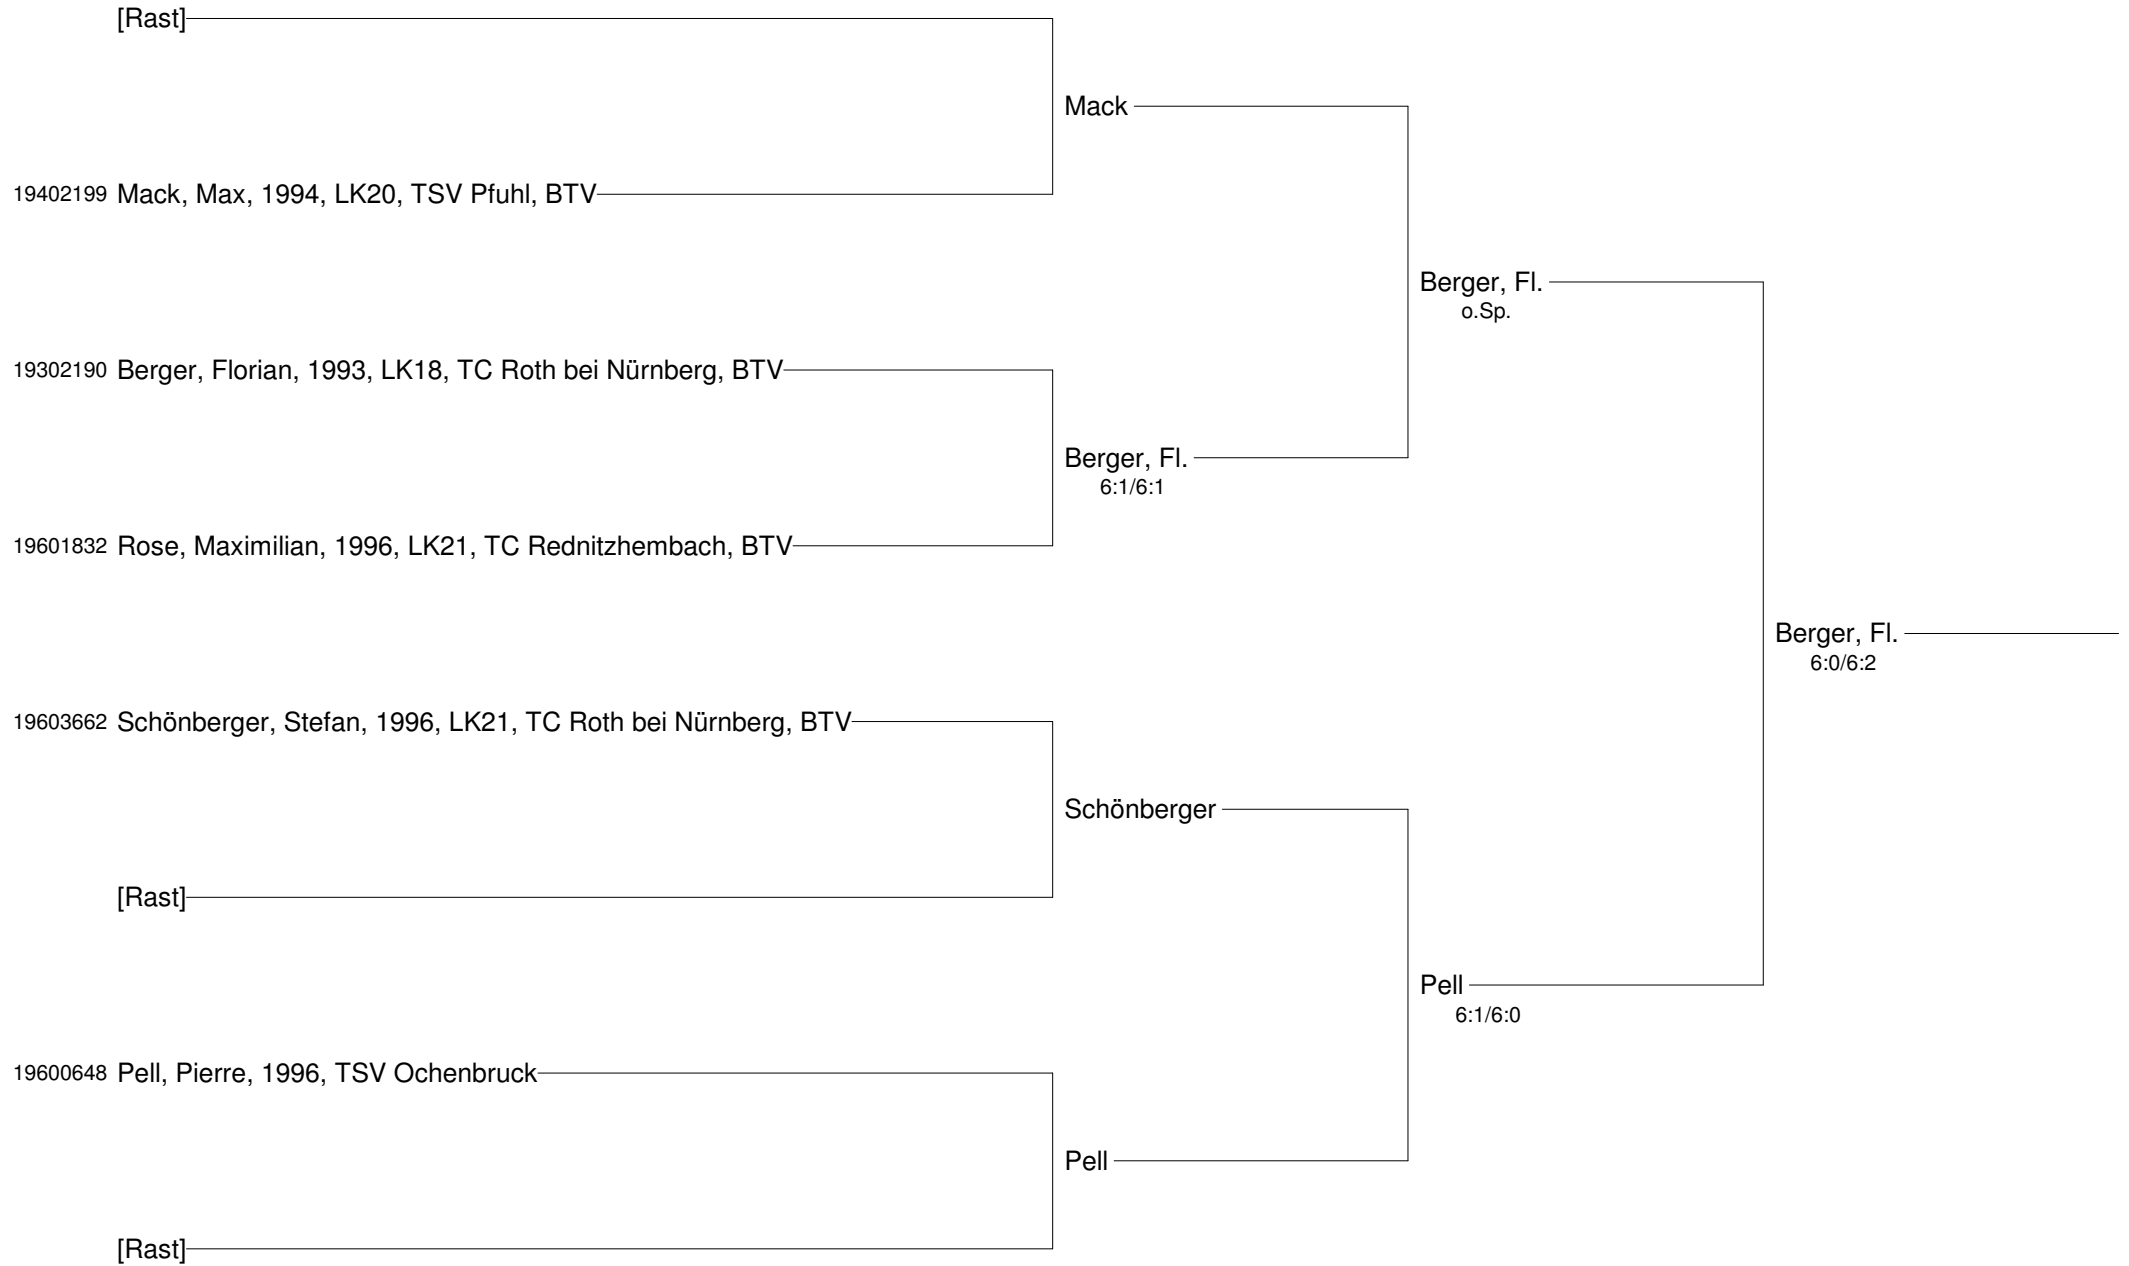 [Rast]
Mack
19402199 Mack, Max, 1994, LK20, TSV Pfuhl, BTV
Berger, Fl.
o.Sp.
19302190 Berger, Florian, 1993, LK18, TC Roth bei Nürnberg, BTV
Berger, Fl.
6:1/6:1
19601832 Rose, Maximilian, 1996, LK21, TC Rednitzhembach, BTV
Berger, Fl.
6:0/6:2
19603662 Schönberger, Stefan, 1996, LK21, TC Roth bei Nürnberg, BTV
Schönberger
[Rast]
Pell
6:1/6:0
19600648 Pell, Pierre, 1996, TSV Ochenbruck
Pell
[Rast]